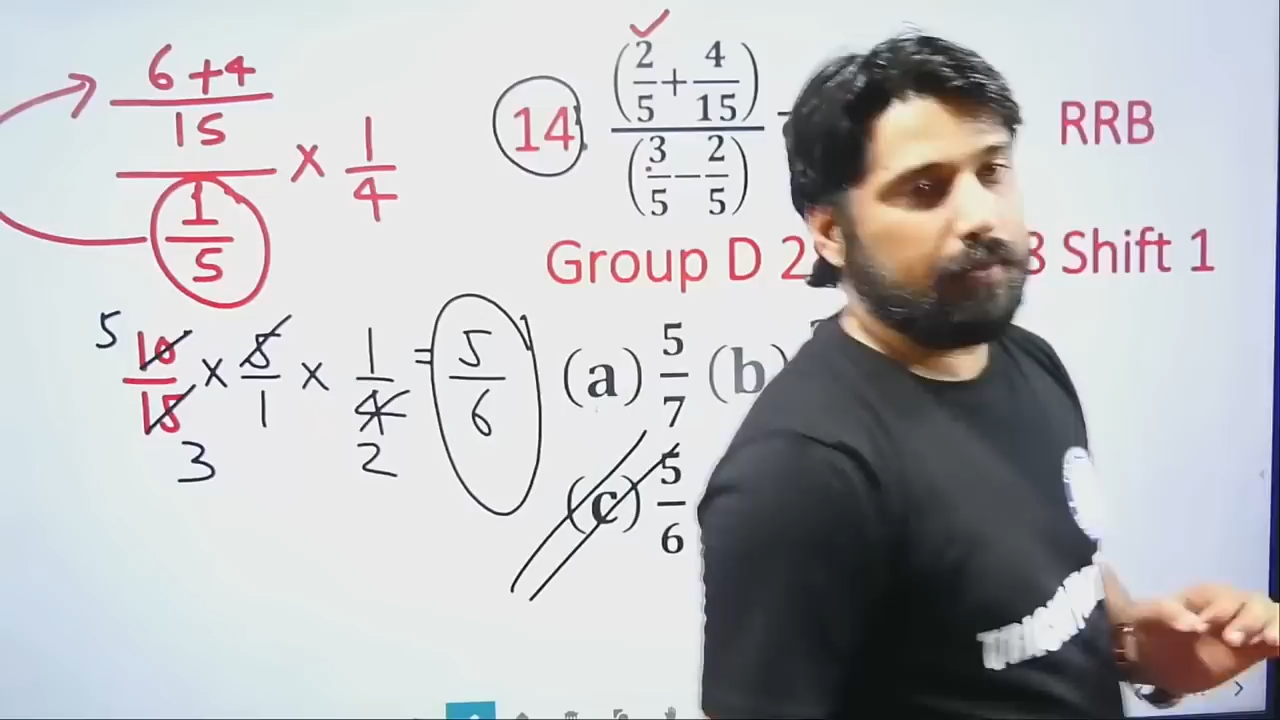 6+4
15
1
5
× 1/4
5
10/15 × 5/1 × 1/4 = 5/6
3 2
14. (2/5 + 4/15)
(3/5 − 2/5)
RRB
Group D 2 3 Shift 1
(a) 5/7 (b)
(c) 5/6